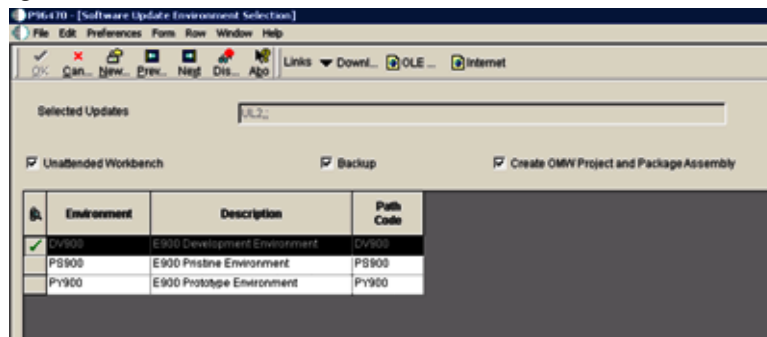 P96470 - [Software Update Environment Selection]
File Edit Preferences Form Row Window Help
OK Can... New... Prev... Next Dis... Abo Links Downl... OLE ... Internet
Selected Updates UL2,;
Unattended Workbench Backup Create OMW Project and Package Assembly
Environment Description Path Code
DV900 E900 Development Environment DV900
PS900 E900 Pristine Environment PS900
PY900 E900 Prototype Environment PY900